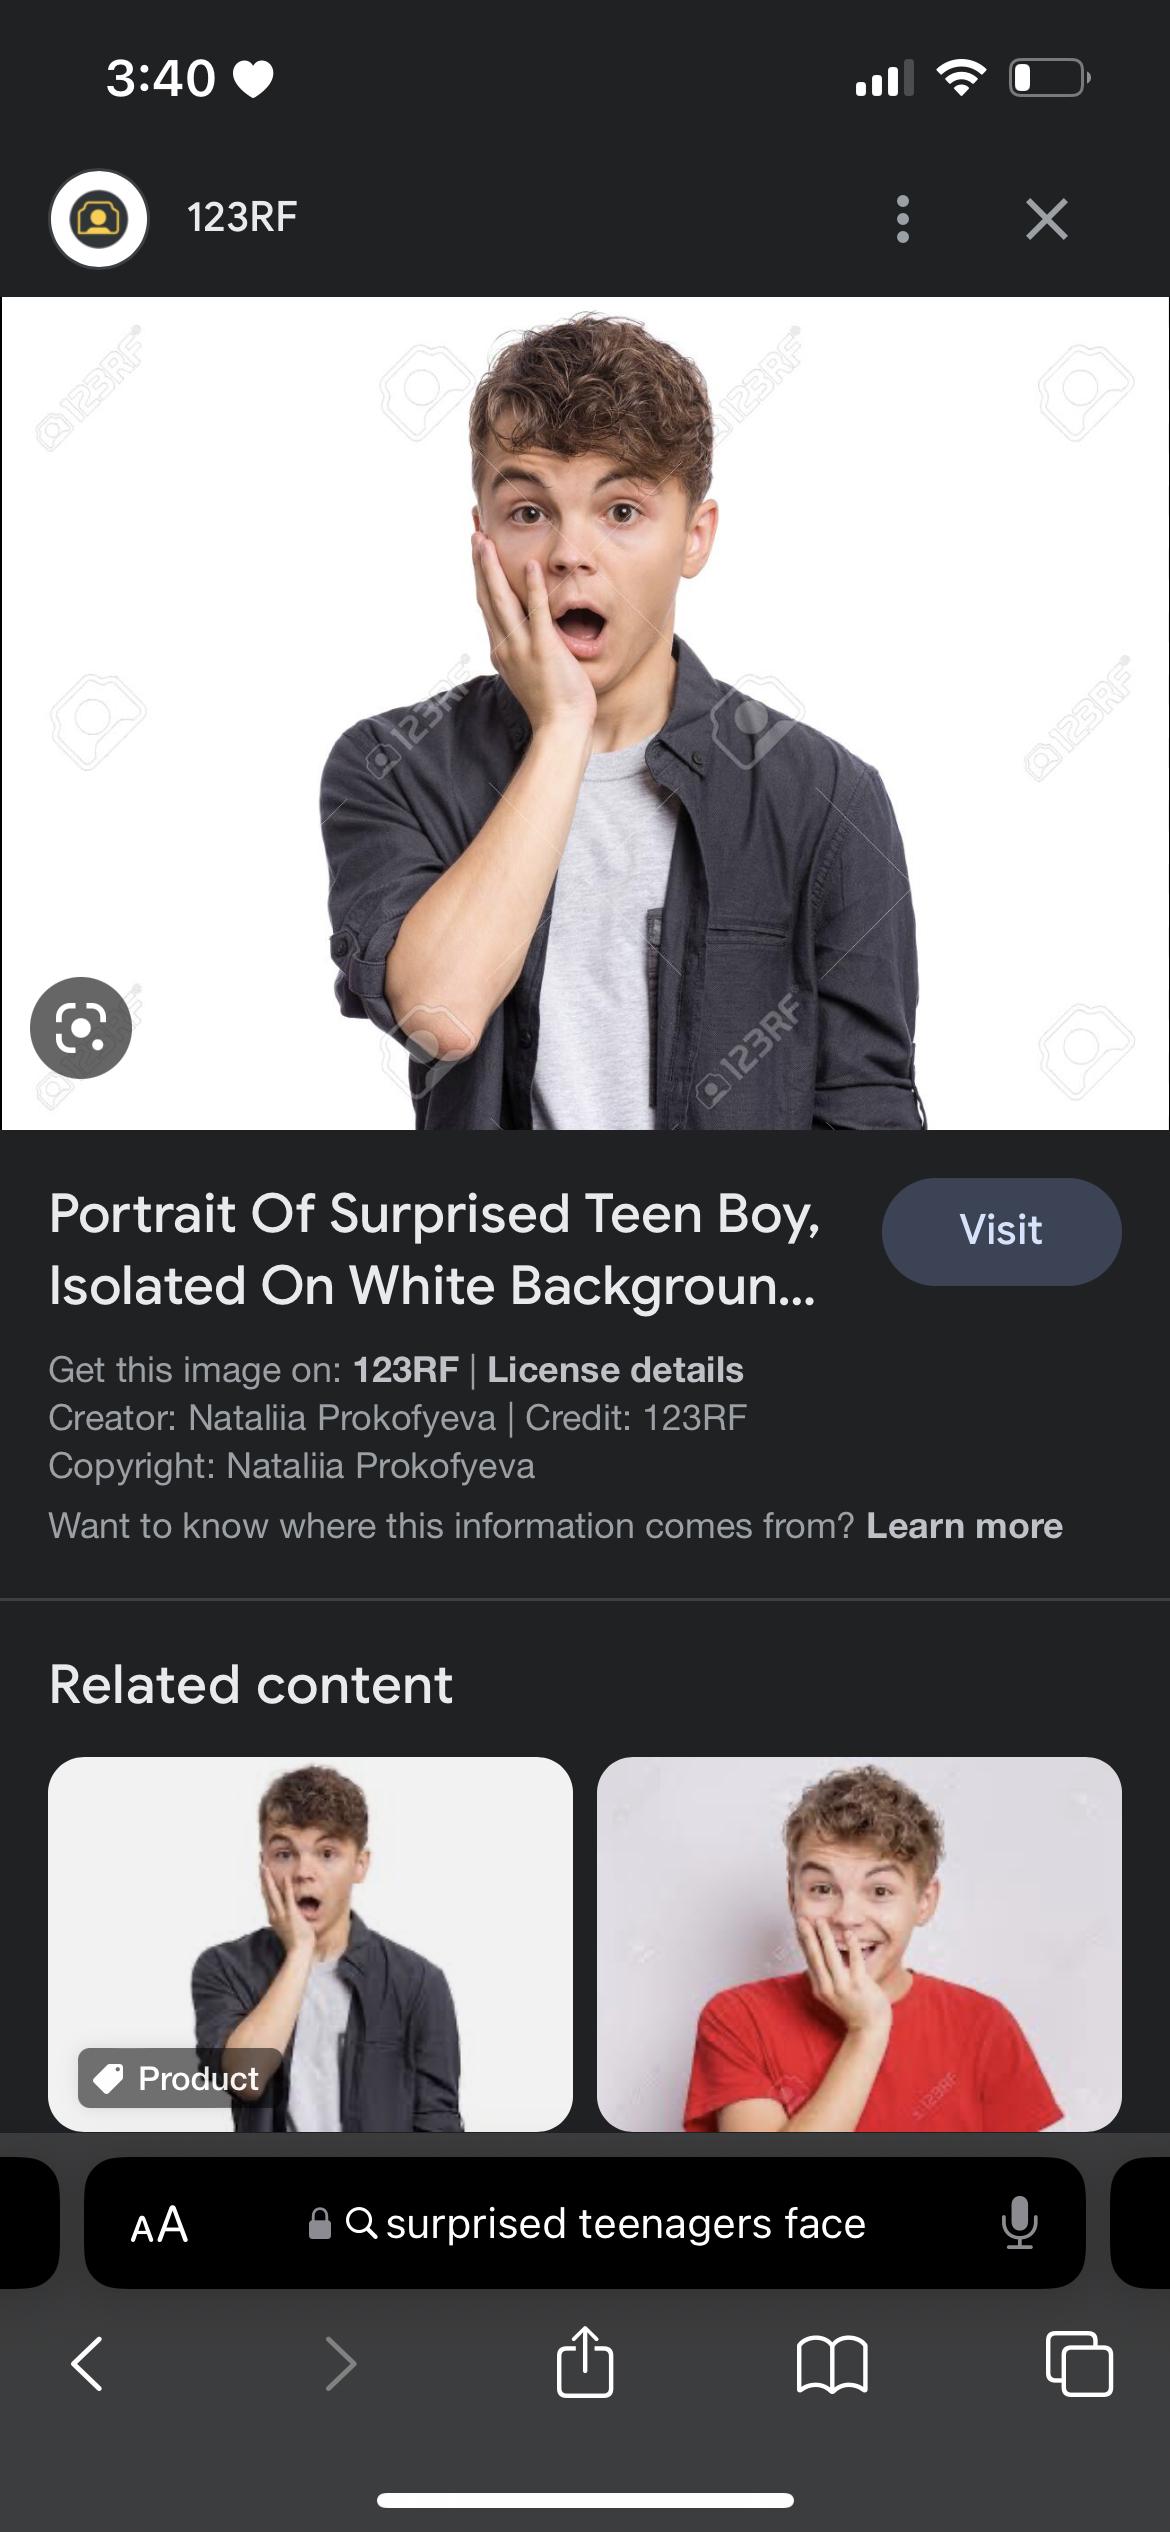 3:40
123RF
123RF
123RF
123RF
123RF
123RF
Portrait Of Surprised Teen Boy,
Isolated On White Backgroun...
Visit
Get this image on: 123RF | License details
Creator: Nataliia Prokofyeva | Credit: 123RF
Copyright: Nataliia Prokofyeva
Want to know where this information comes from? Learn more
Related content
Product
123RF
AA
surprised teenagers face